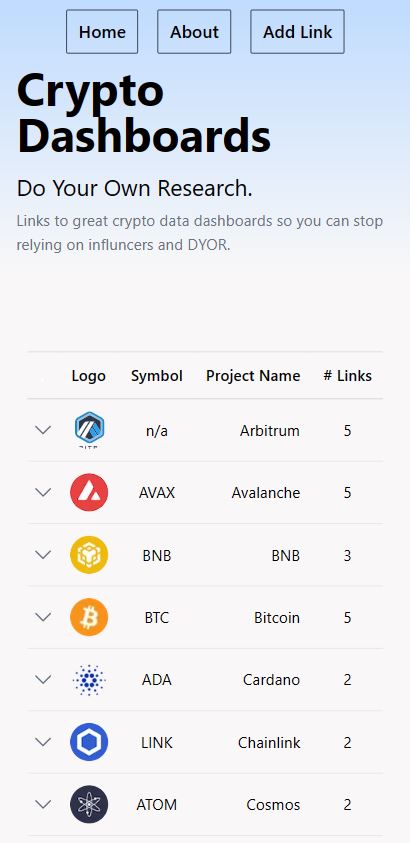 Home About Add Link
Crypto
Dashboards
Do Your Own Research.
Links to great crypto data dashboards so you can stop
relying on influncers and DYOR.
Logo Symbol Project Name # Links
n/a Arbitrum 5
AVAX Avalanche 5
BNB BNB 3
BTC Bitcoin 5
ADA Cardano 2
LINK Chainlink 2
ATOM Cosmos 2